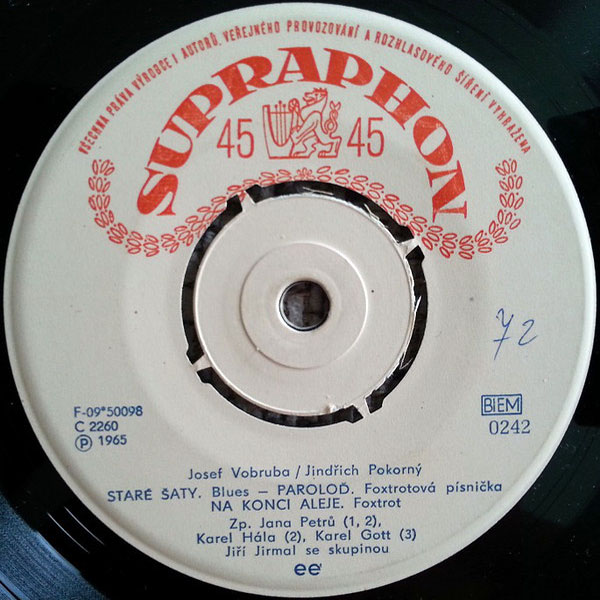 VŠECHNA PRÁVA VÝROBCE I AUTORŮ, VEŘEJNÉHO PROVOZOVÁNÍ A ROZHLASOVÉHO ŠÍŘENÍ VYHRAŽENA
SUPRAPHON
45 45
72
F-09*50098
C 2260
Ⓟ 1965
BIEM
0242
Josef Vobruba / Jindřich Pokorný
STARÉ ŠATY. Blues — PAROLOĎ. Foxtrotová písnička
NA KONCI ALEJE. Foxtrot
Zp. Jana Petrů (1, 2),
Karel Hála (2), Karel Gott (3)
Jiří Jirmal se skupinou
ee'